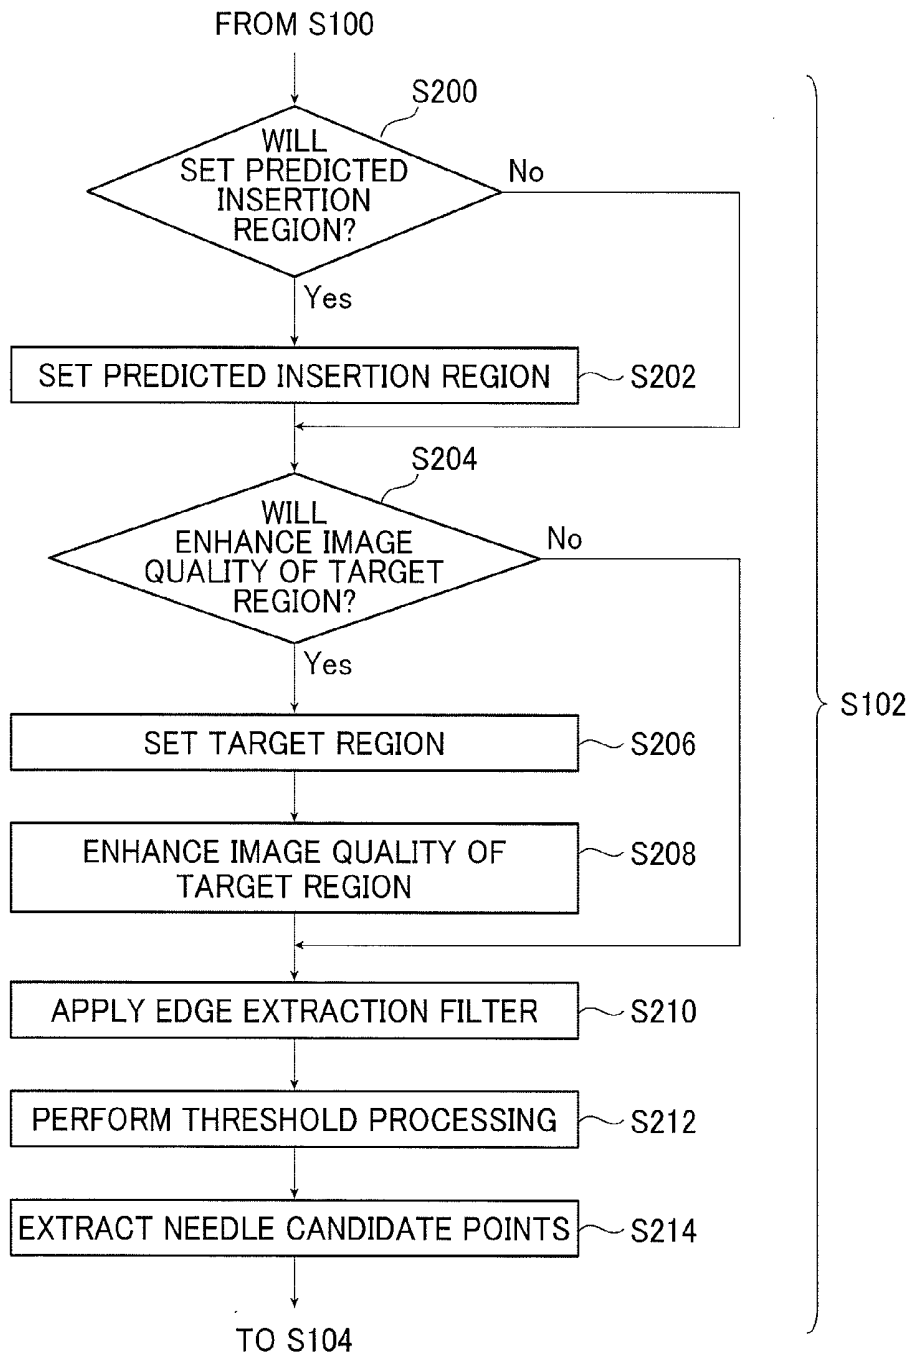 FROM S100
S200
WILL
SET PREDICTED
INSERTION
REGION?
No
Yes
SET PREDICTED INSERTION REGION
S202
S204
WILL
ENHANCE IMAGE
QUALITY OF TARGET
REGION?
No
Yes
S102
SET TARGET REGION
S206
ENHANCE IMAGE QUALITY OF
TARGET REGION
S208
APPLY EDGE EXTRACTION FILTER
S210
PERFORM THRESHOLD PROCESSING
S212
EXTRACT NEEDLE CANDIDATE POINTS
S214
TO S104